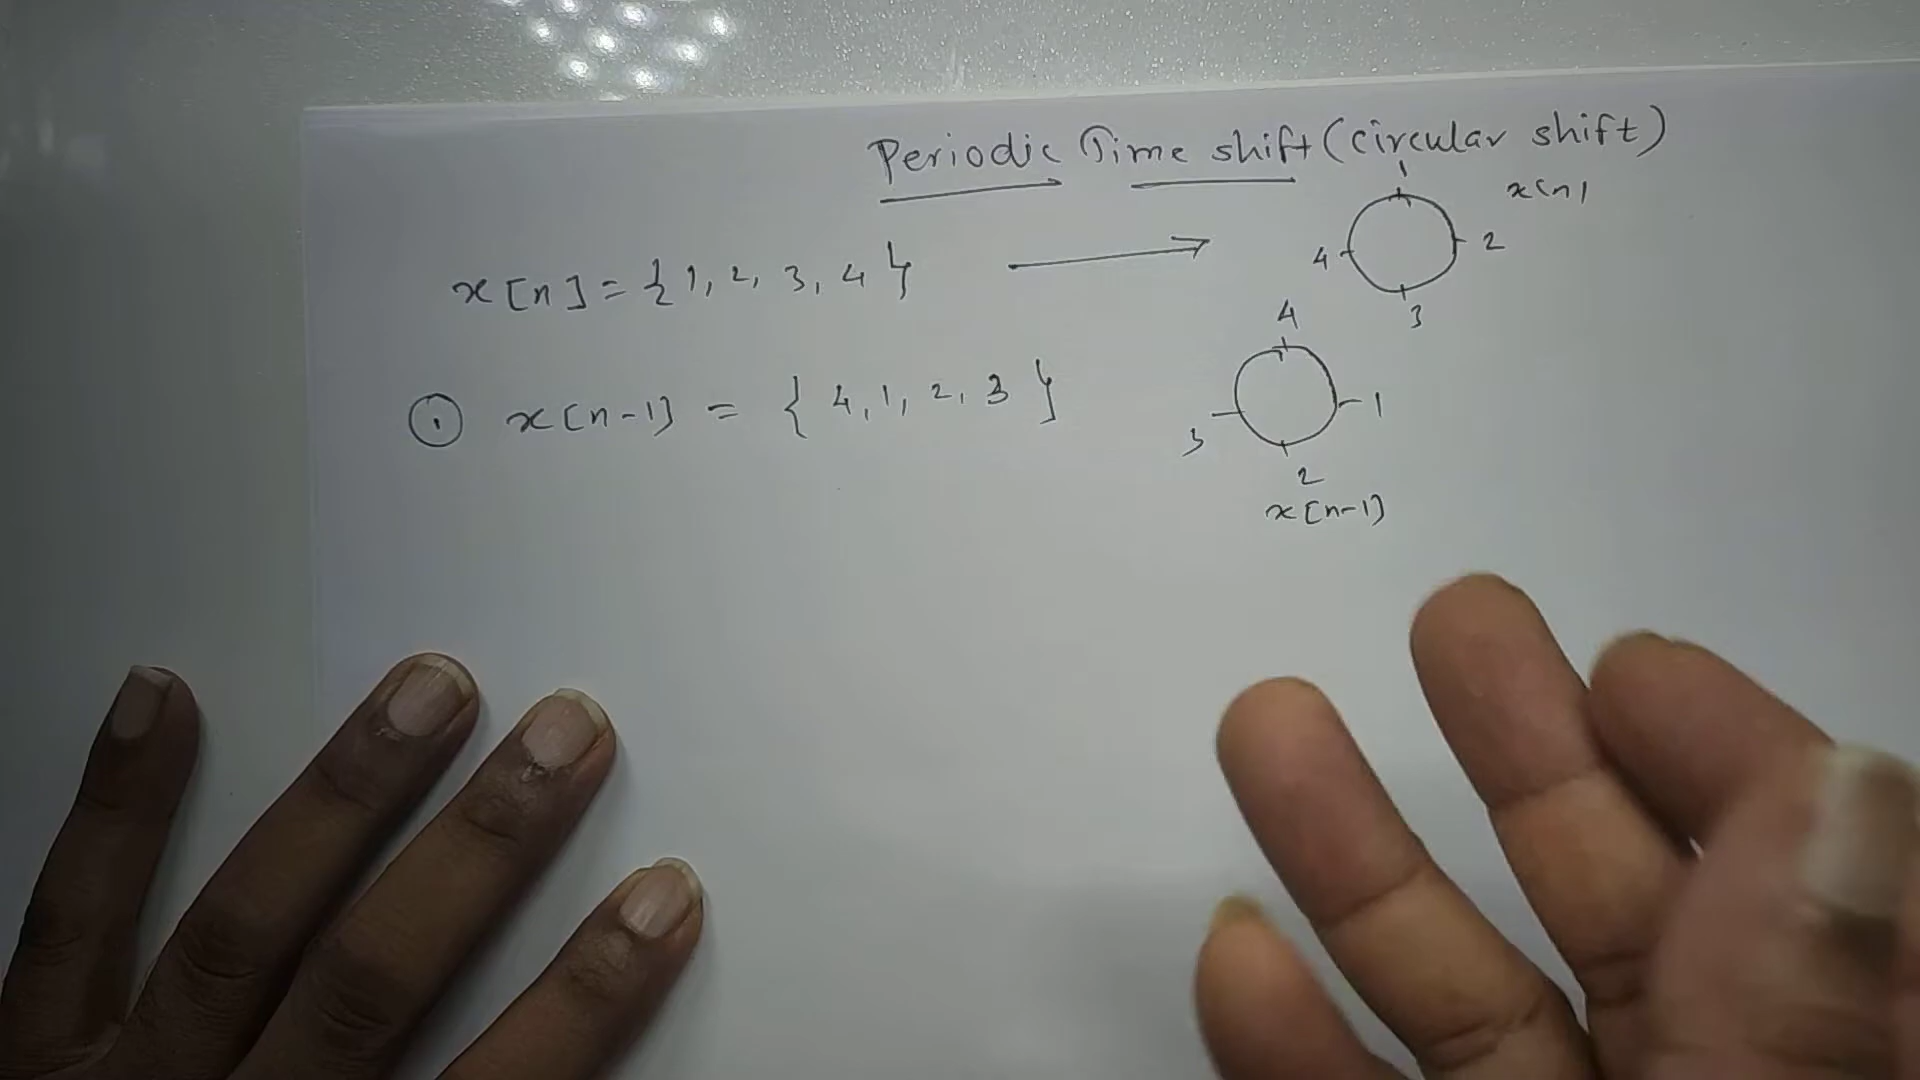 Periodic Time shift (circular shift)
x[n] = { 1, 2, 3, 4 }
1
2
3
4
x(n)
① x[n-1] = { 4, 1, 2, 3 }
4
1
2
3
x[n-1]